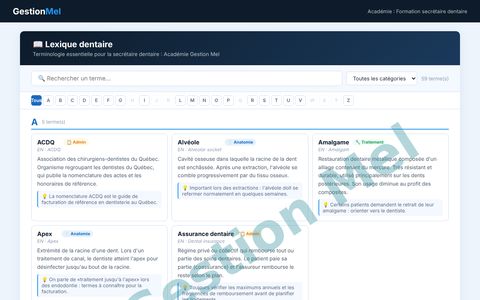 GestionMel
Académie : Formation secrétaire dentaire
📖 Lexique dentaire
Terminologie essentielle pour la secrétaire dentaire : Académie Gestion Mel
🔍 Rechercher un terme...
Toutes les catégories
59 terme(s)
Tous A B C D E F G H I J K L M N O P Q R S T U V W X Y Z
A 5 terme(s)
ACDQ 📋 Admin
EN : ACDQ
Association des chirurgiens-dentistes du Québec.
Organisme regroupant les dentistes du Québec,
qui publie la nomenclature des actes et les
honoraires de référence.
💡 La nomenclature ACDQ est le guide de
facturation de référence en dentisterie au Québec.
Alvéole 🦷 Anatomie
EN : Alveolar socket
Cavité osseuse dans laquelle la racine de la dent
est enchâssée. Après une extraction, l'alvéole se
comble progressivement par du tissu osseux.
💡 Important lors des extractions : l'alvéole doit se
refermer normalement en quelques semaines.
Amalgame 🔧 Traitement
EN : Amalgam
Restauration dentaire métallique composée d'un
alliage contenant du mercure. Très résistant et
durable, utilisé principalement sur les dents
postérieures. Son usage diminue au profit des
composites.
💡 Certains patients demandent le retrait de leur
amalgame : orienter vers le dentiste.
Apex 🦷 Anatomie
EN : Apex
Extrémité de la racine d'une dent. Lors d'un
traitement de canal, le dentiste atteint l'apex pour
désinfecter jusqu'au bout de la racine.
💡 On parle de «traitement jusqu'à l'apex» lors
des endodontie : termes à connaître pour la
facturation.
Assurance dentaire 📋 Admin
EN : Dental insurance
Régime privé ou collectif qui rembourse tout ou
partie des soins dentaires. Le patient paie sa
partie (coassurance) et l'assureur rembourse le
reste selon le plan.
💡 Toujours vérifier les maximums annuels et les
fréquences de remboursement avant de planifier
Gestion Mel